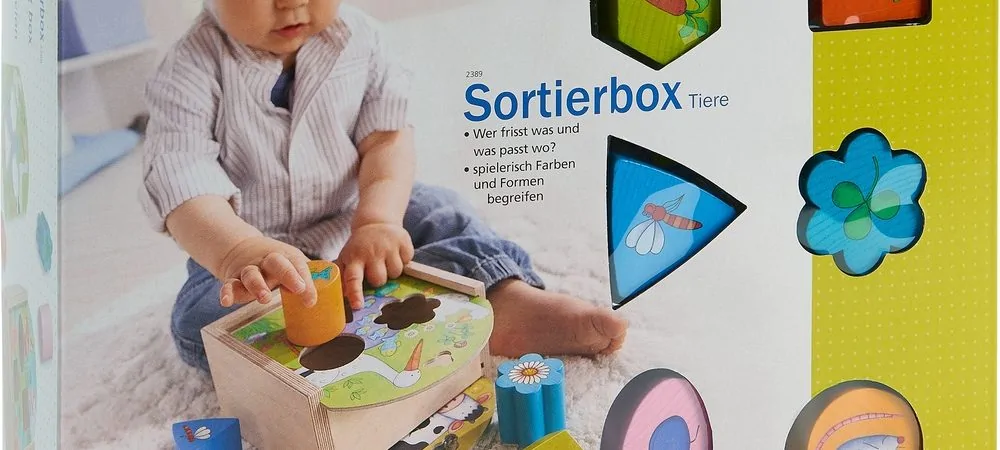 2389
Sortierbox Tiere
• Wer frisst was und
was passt wo?
• spielerisch Farben
und Formen
begreifen